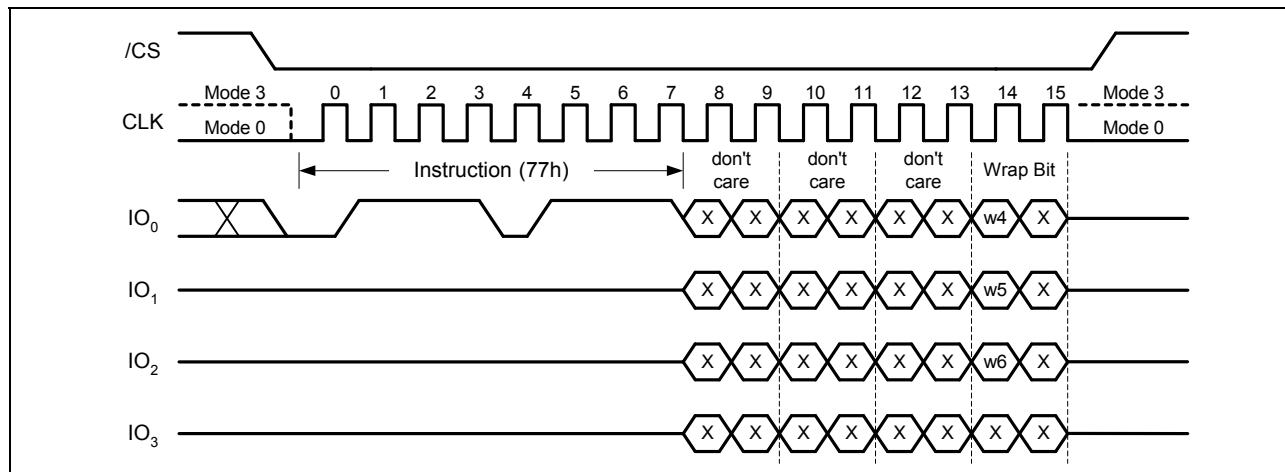 /CS
Mode 3 0 1 2 3 4 5 6 7 8 9 10 11 12 13 14 15 Mode 3
CLK Mode 0 Mode 0
Instruction (77h) don't care don't care don't care Wrap Bit
IO0 X X X X X X w4 X
IO1 X X X X X X w5 X
IO2 X X X X X X w6 X
IO3 X X X X X X X X